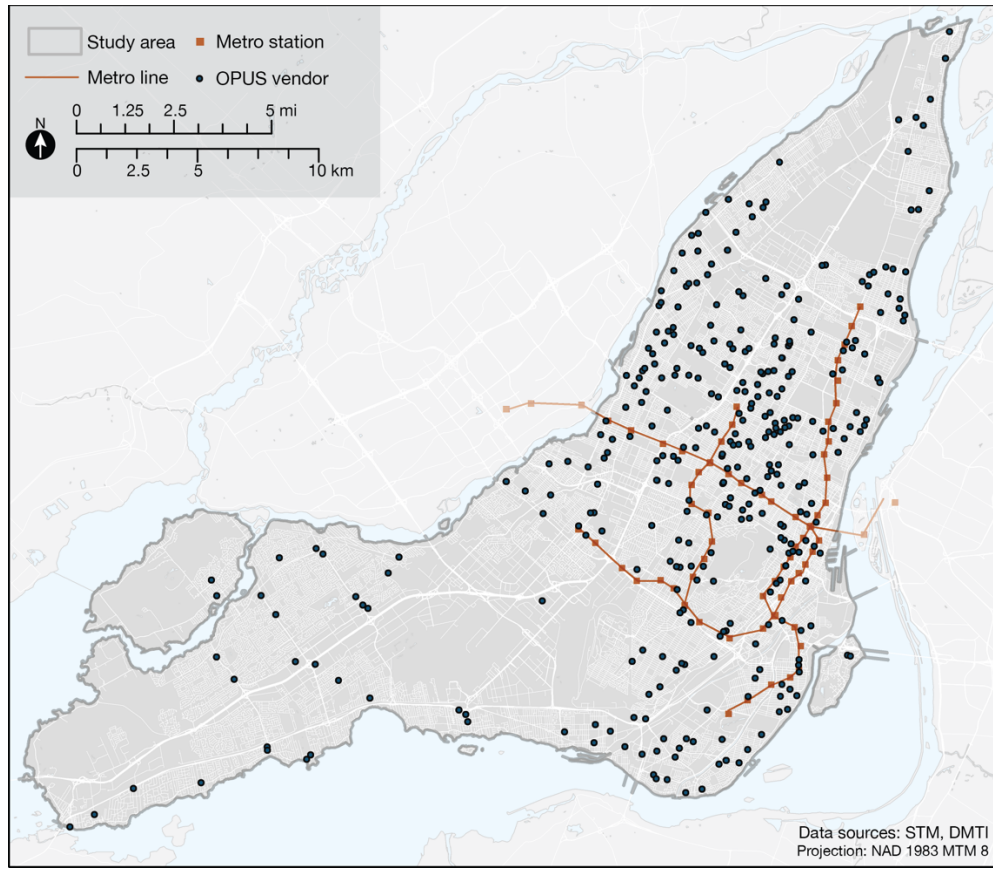 Study area
Metro station
Metro line
OPUS vendor
0 1.25 2.5 5 mi
N
0 2.5 5 10 km
Data sources: STM, DMTI
Projection: NAD 1983 MTM 8